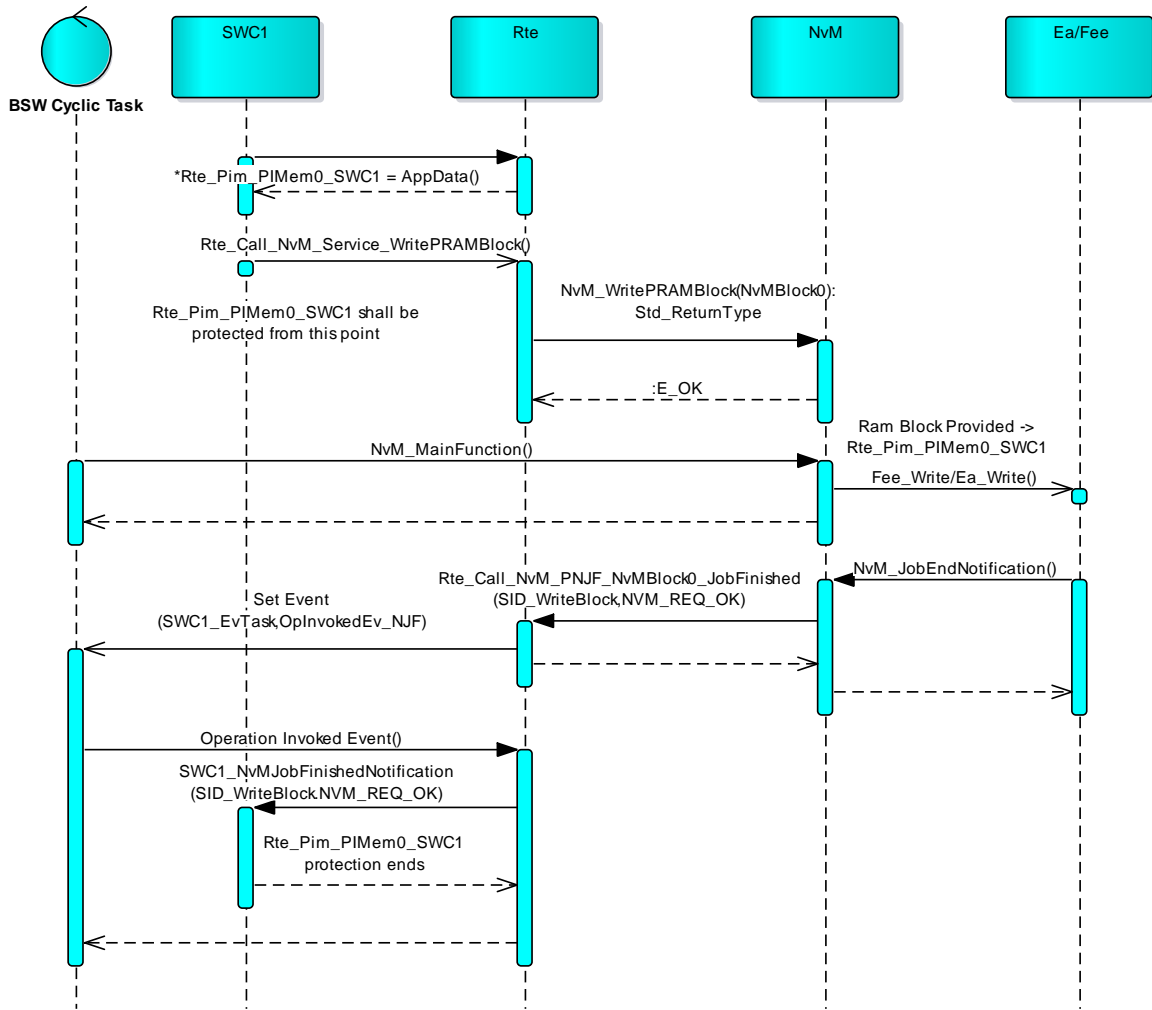 SWC1
Rte
NvM
Ea/Fee
BSW Cyclic Task
*Rte_Pim_PIMem0_SWC1 = AppData()
Rte_Call_NvM_Service_WritePRAMBlock()
NvM_WritePRAMBlock(NvMBlock0):
Std_ReturnType
Rte_Pim_PIMem0_SWC1 shall be
protected from this point
:E_OK
Ram Block Provided ->
Rte_Pim_PIMem0_SWC1
NvM_MainFunction()
Fee_Write/Ea_Write()
NvM_JobEndNotification()
Rte_Call_NvM_PNJF_NvMBlock0_JobFinished
(SID_WriteBlock,NVM_REQ_OK)
Set Event
(SWC1_EvTask,OpInvokedEv_NJF)
Operation Invoked Event()
SWC1_NvMJobFinishedNotification
(SID_WriteBlock.NVM_REQ_OK)
Rte_Pim_PIMem0_SWC1
protection ends